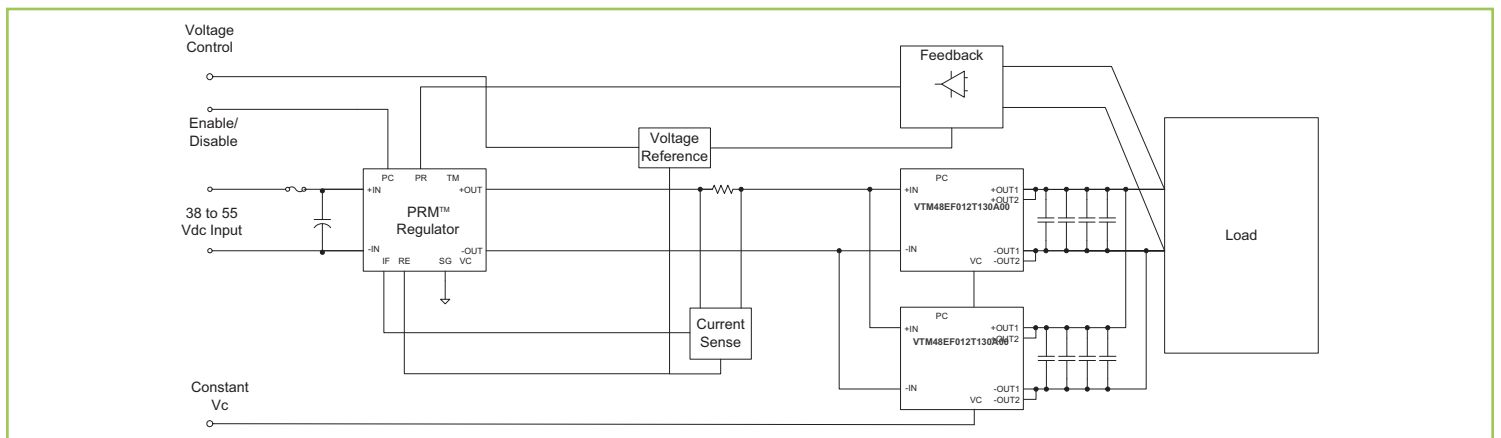 Voltage
Control
Enable/
Disable
38 to 55
Vdc Input
PC PR TM
+IN +OUT
PRM™
Regulator
-IN -OUT
IF RE SG VC
Voltage
Reference
Feedback
Current
Sense
PC
+IN +OUT1
+OUT2
VTM48EF012T130A00
-IN -OUT1
-OUT2
VC
PC
+IN +OUT1
+OUT2
VTM48EF012T130A00
-IN -OUT1
-OUT2
VC
Load
Constant
Vc